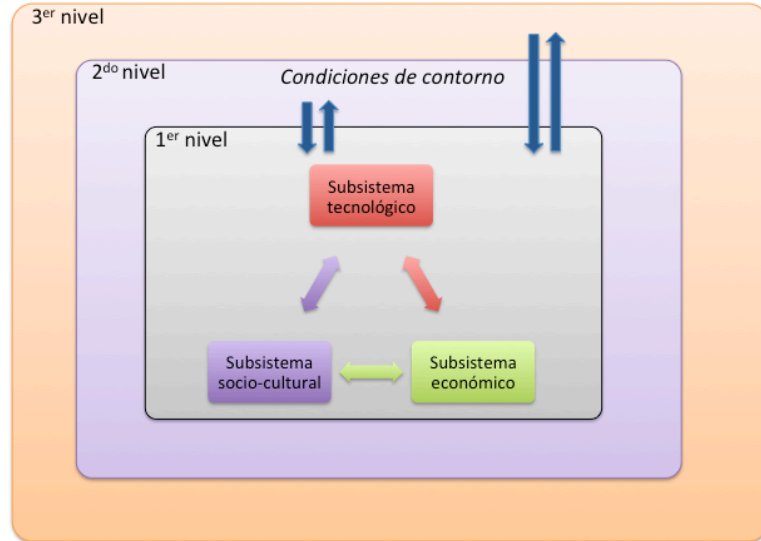 3er nivel
2do nivel
Condiciones de contorno
1er nivel
Subsistema
tecnológico
Subsistema
socio-cultural
Subsistema
económico